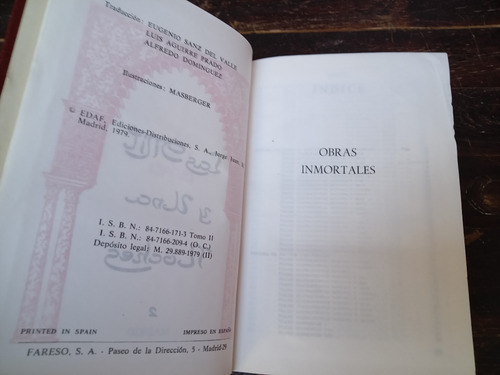 Traducción: EUGENIO SANZ DEL VALLE
LUIS AGUIRRE PRADO
ALFREDO DOMINGUEZ
Ilustraciones: MASBERGER
© EDAF, Ediciones-Distribuciones, S. A., Jorge Juan,
Madrid, 1979.
I. S. B. N.: 84-7166-171-3 Tomo II
I. S. B. N.: 84-7166-209-4 (O. C.)
Depósito legal: M. 29.889-1979 (II)
PRINTED IN SPAIN IMPRESO EN ESPAÑA
FARESO, S. A. - Paseo de la Dirección, 5 - Madrid-29
OBRAS
INMORTALES